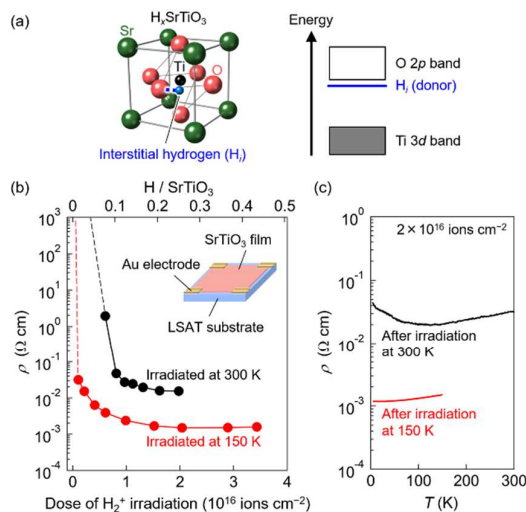 (a)
HₓSrTiO₃
Sr
Ti
O
Interstitial hydrogen (Hᵢ)
Energy
O 2p band
Hᵢ (donor)
Ti 3d band
(b)
H / SrTiO₃
0 0.1 0.2 0.3 0.4 0.5
10³
10²
10¹
10⁰
10⁻¹
10⁻²
10⁻³
10⁻⁴
ρ (Ω cm)
SrTiO₃ film
Au electrode
LSAT substrate
Irradiated at 300 K
Irradiated at 150 K
0 1 2 3 4
Dose of H₂⁺ irradiation (10¹⁶ ions cm⁻²)
(c)
2 × 10¹⁶ ions cm⁻²
10⁰
10⁻¹
10⁻²
10⁻³
10⁻⁴
ρ (Ω cm)
After irradiation
at 300 K
After irradiation
at 150 K
0 100 200 300
T (K)